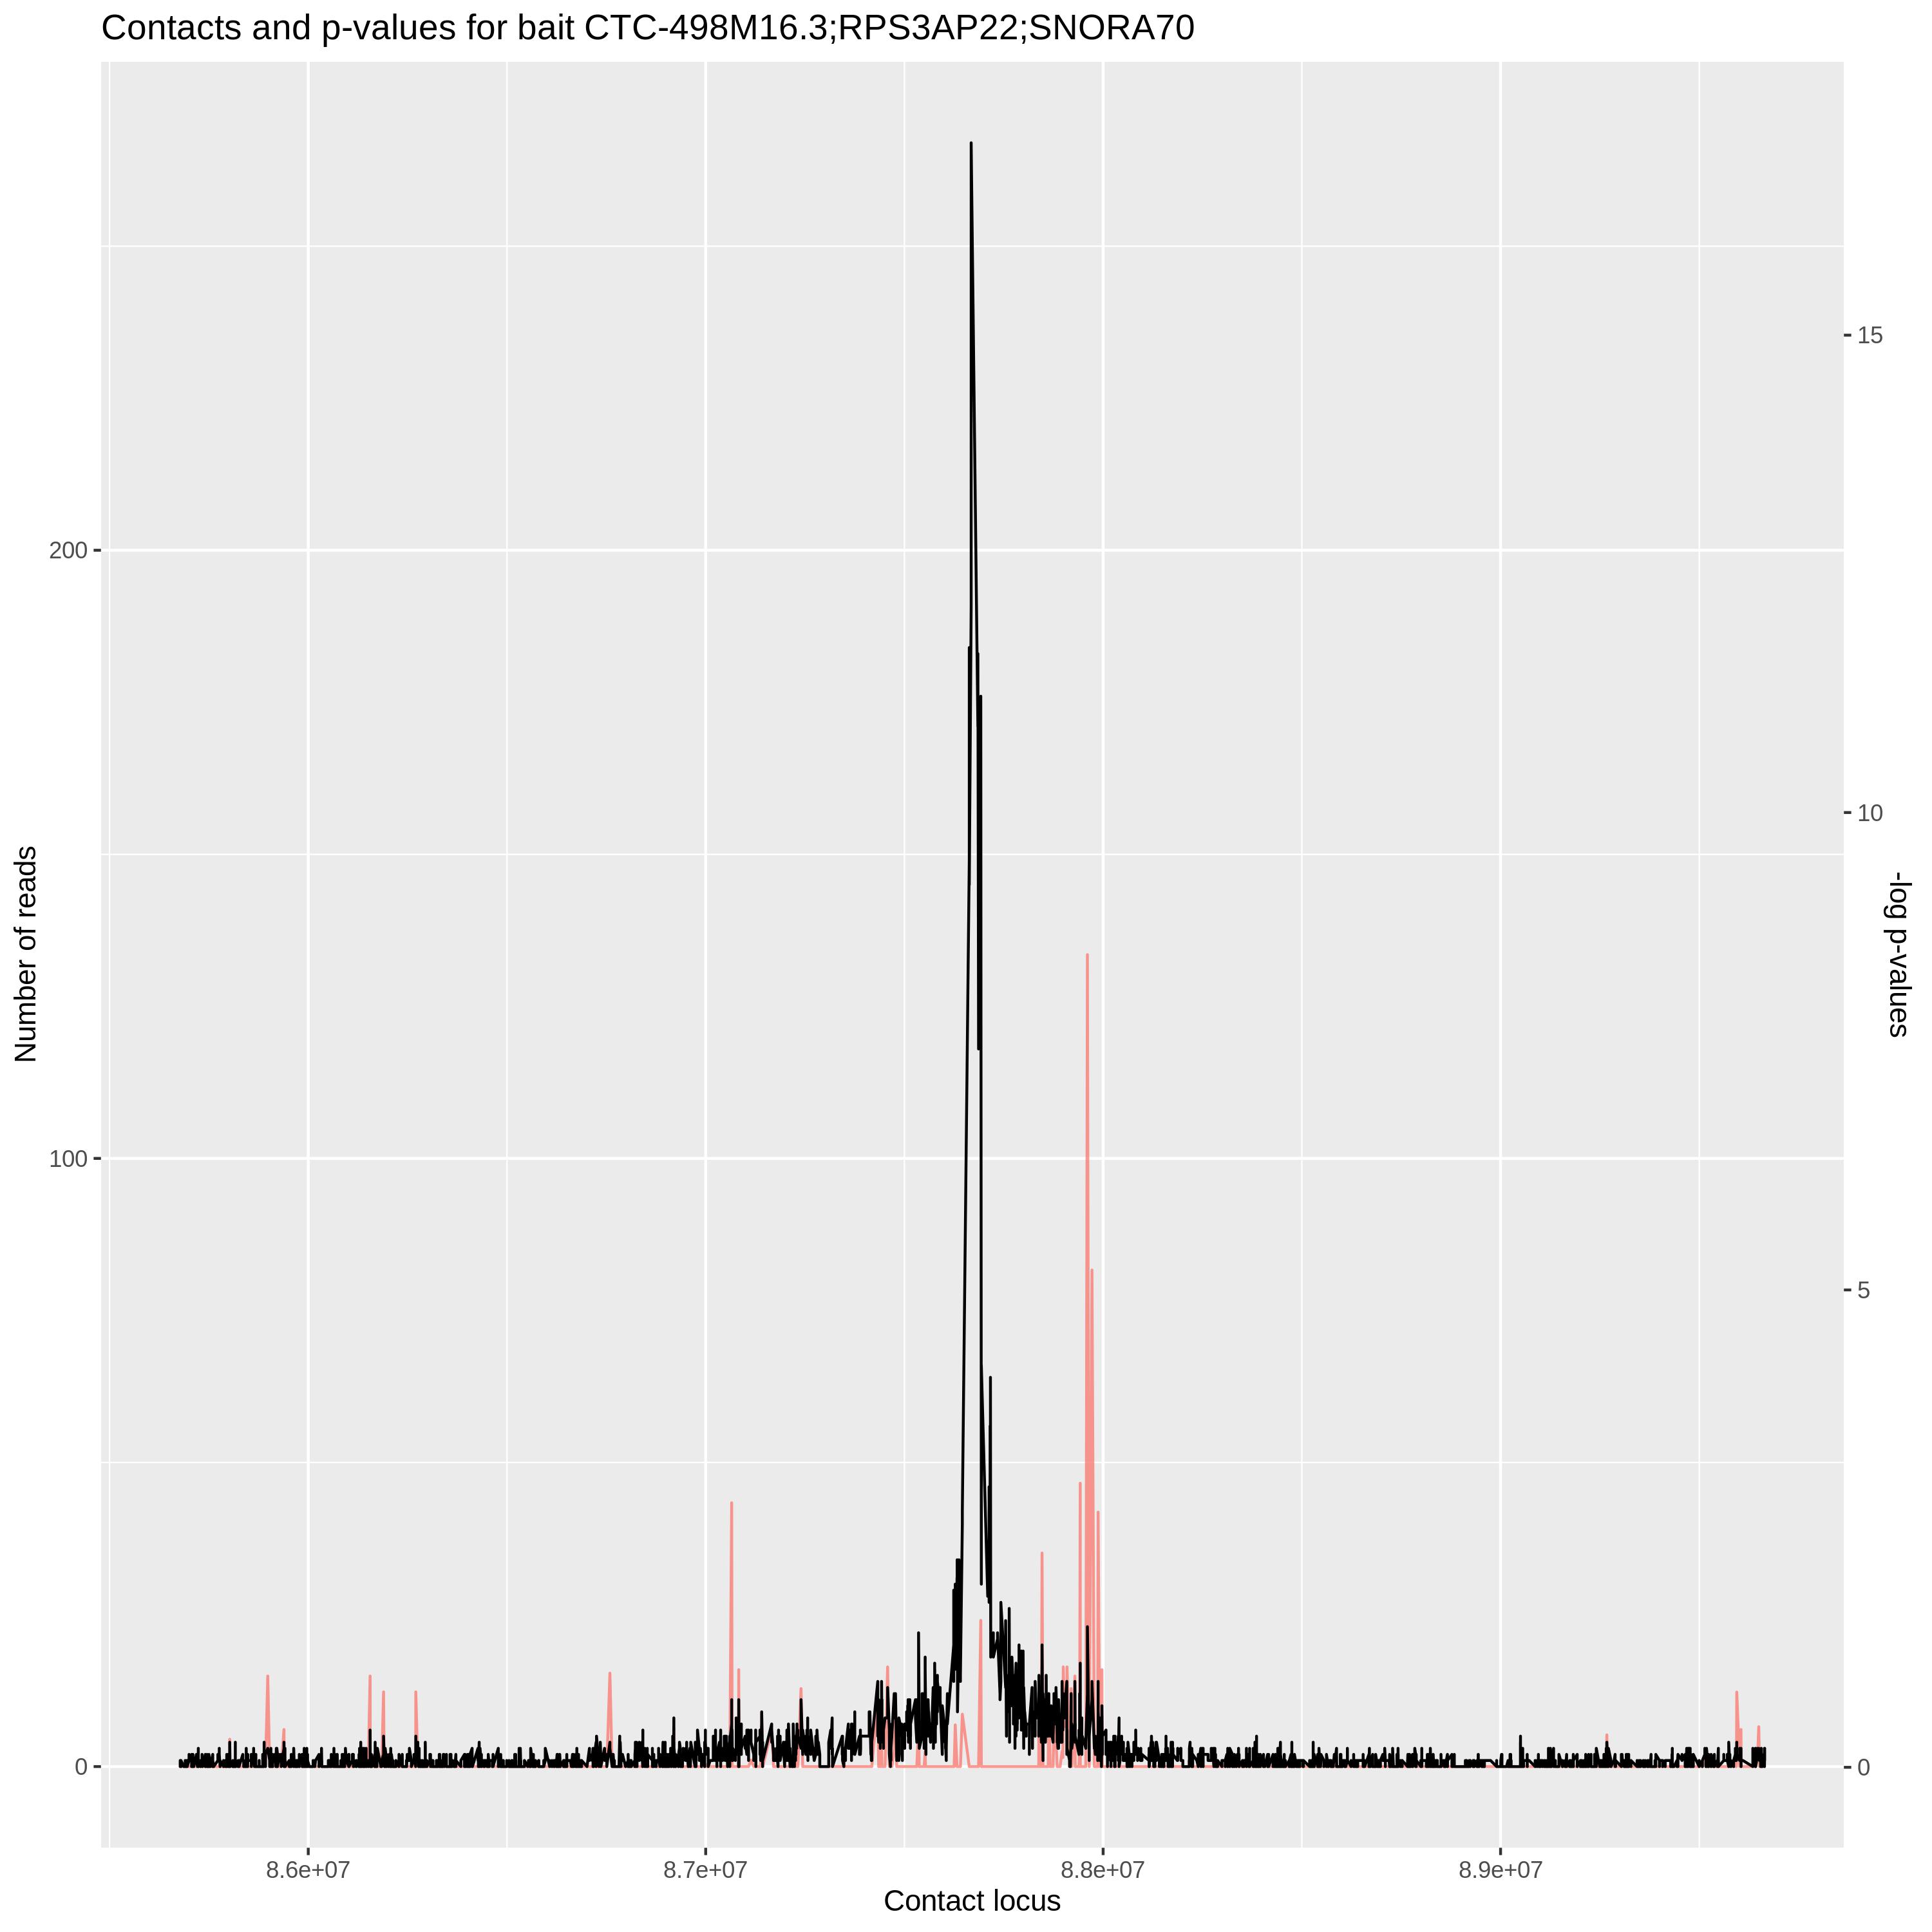 Contacts and p-values for bait CTC-498M16.3;RPS3AP22;SNORA70
Number of reads
200
100
0
15
10
5
0
-log p-values
8.6e+07
8.7e+07
8.8e+07
8.9e+07
Contact locus